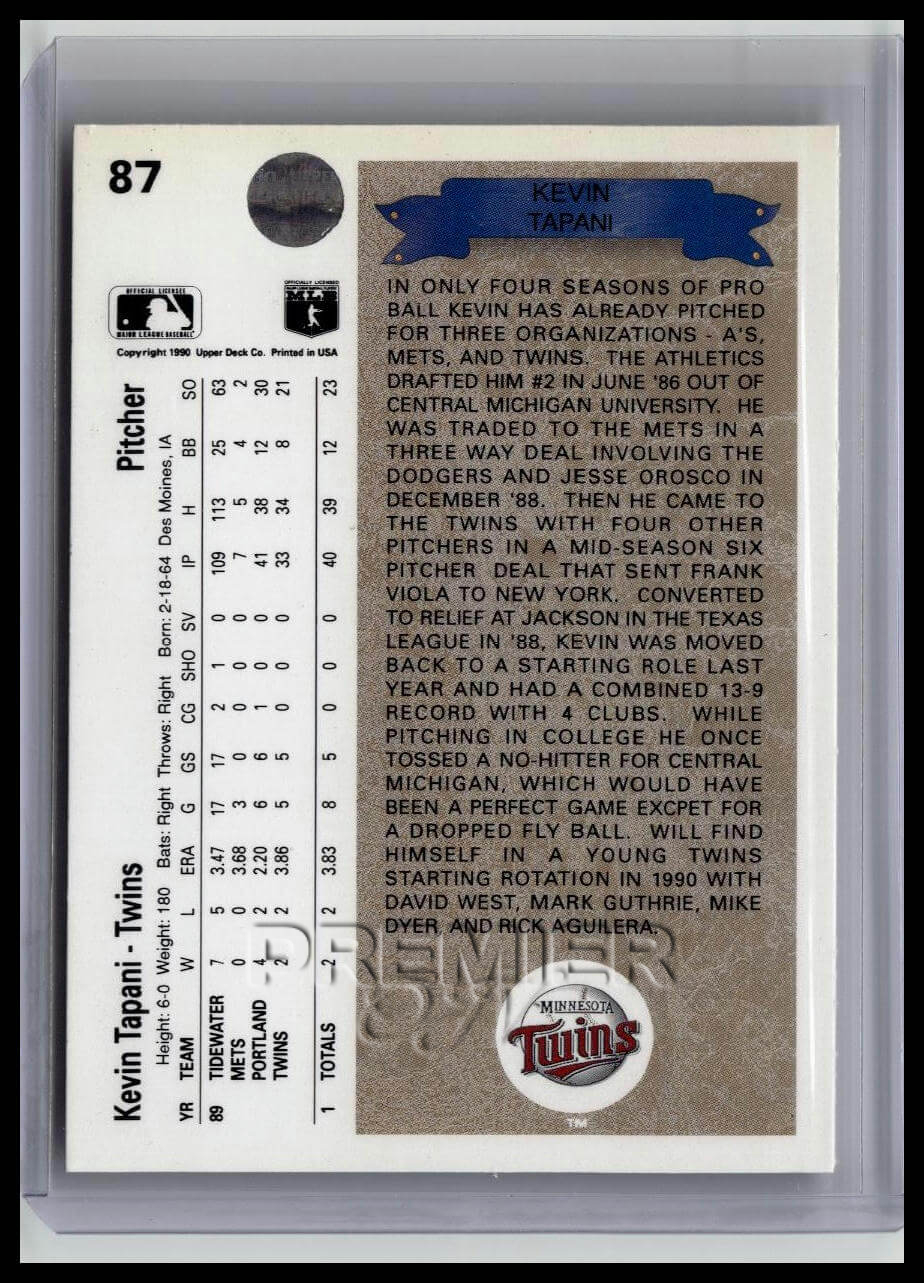 87
OFFICIAL LICENSEE
MAJOR LEAGUE BASEBALL
OFFICIALLY LICENSED
MLB
Copyright 1990 Upper Deck Co. Printed in USA
Kevin Tapani - Twins Pitcher
Height: 6-0 Weight: 180 Bats: Right Throws: Right Born: 2-18-64 Des Moines, IA
YR TEAM W L ERA G GS CG SHO SV IP H BB SO
89 TIDEWATER 7 5 3.47 17 17 2 1 0 109 113 25 63
METS 0 0 3.68 3 0 0 0 0 7 5 4 2
PORTLAND 4 2 2.20 6 6 1 0 0 41 38 12 30
TWINS 2 2 3.86 5 5 0 0 0 33 34 8 21
1 TOTALS 2 2 3.83 8 5 0 0 0 40 39 12 23
KEVIN
TAPANI
IN ONLY FOUR SEASONS OF PRO
BALL KEVIN HAS ALREADY PITCHED
FOR THREE ORGANIZATIONS - A'S,
METS, AND TWINS. THE ATHLETICS
DRAFTED HIM #2 IN JUNE '86 OUT OF
CENTRAL MICHIGAN UNIVERSITY. HE
WAS TRADED TO THE METS IN A
THREE WAY DEAL INVOLVING THE
DODGERS AND JESSE OROSCO IN
DECEMBER '88. THEN HE CAME TO
THE TWINS WITH FOUR OTHER
PITCHERS IN A MID-SEASON SIX
PITCHER DEAL THAT SENT FRANK
VIOLA TO NEW YORK. CONVERTED
TO RELIEF AT JACKSON IN THE TEXAS
LEAGUE IN '88, KEVIN WAS MOVED
BACK TO A STARTING ROLE LAST
YEAR AND HAD A COMBINED 13-9
RECORD WITH 4 CLUBS. WHILE
PITCHING IN COLLEGE HE ONCE
TOSSED A NO-HITTER FOR CENTRAL
MICHIGAN, WHICH WOULD HAVE
BEEN A PERFECT GAME EXCPET FOR
A DROPPED FLY BALL. WILL FIND
HIMSELF IN A YOUNG TWINS
STARTING ROTATION IN 1990 WITH
DAVID WEST, MARK GUTHRIE, MIKE
DYER, AND RICK AGUILERA.
PREMIER
MINNESOTA
Twins
TM